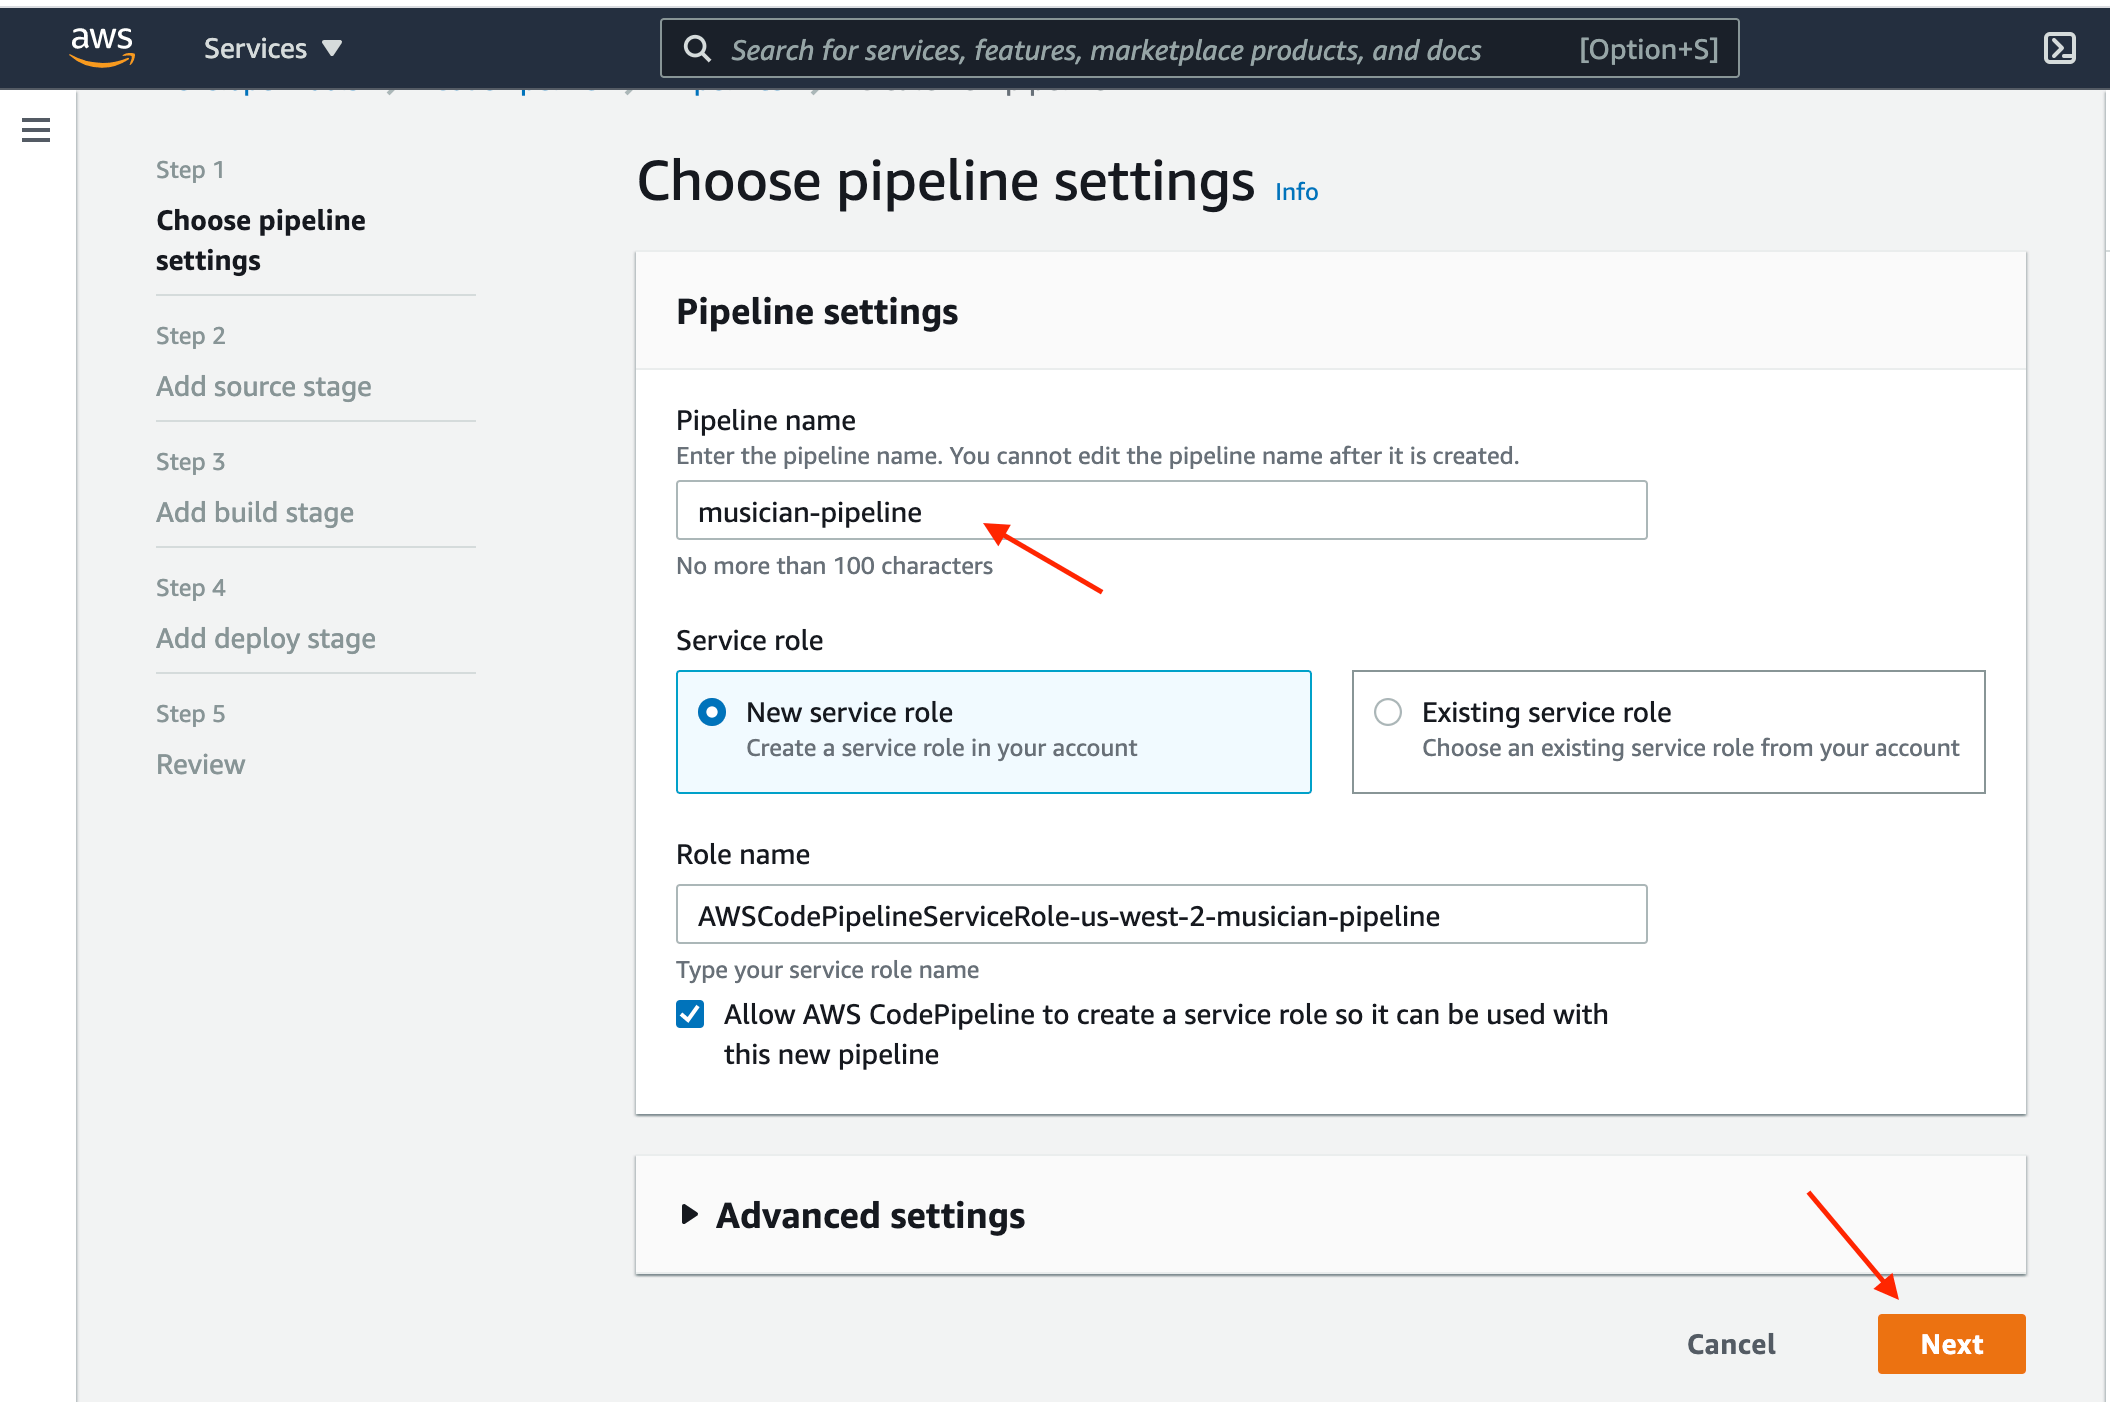 aws
Services
Search for services, features, marketplace products, and docs
[Option+S]
Step 1
Choose pipeline
settings
Step 2
Add source stage
Step 3
Add build stage
Step 4
Add deploy stage
Step 5
Review
Choose pipeline settings Info
Pipeline settings
Pipeline name
Enter the pipeline name. You cannot edit the pipeline name after it is created.
musician-pipeline
No more than 100 characters
Service role
New service role
Create a service role in your account
Existing service role
Choose an existing service role from your account
Role name
AWSCodePipelineServiceRole-us-west-2-musician-pipeline
Type your service role name
Allow AWS CodePipeline to create a service role so it can be used with
this new pipeline
Advanced settings
Cancel
Next